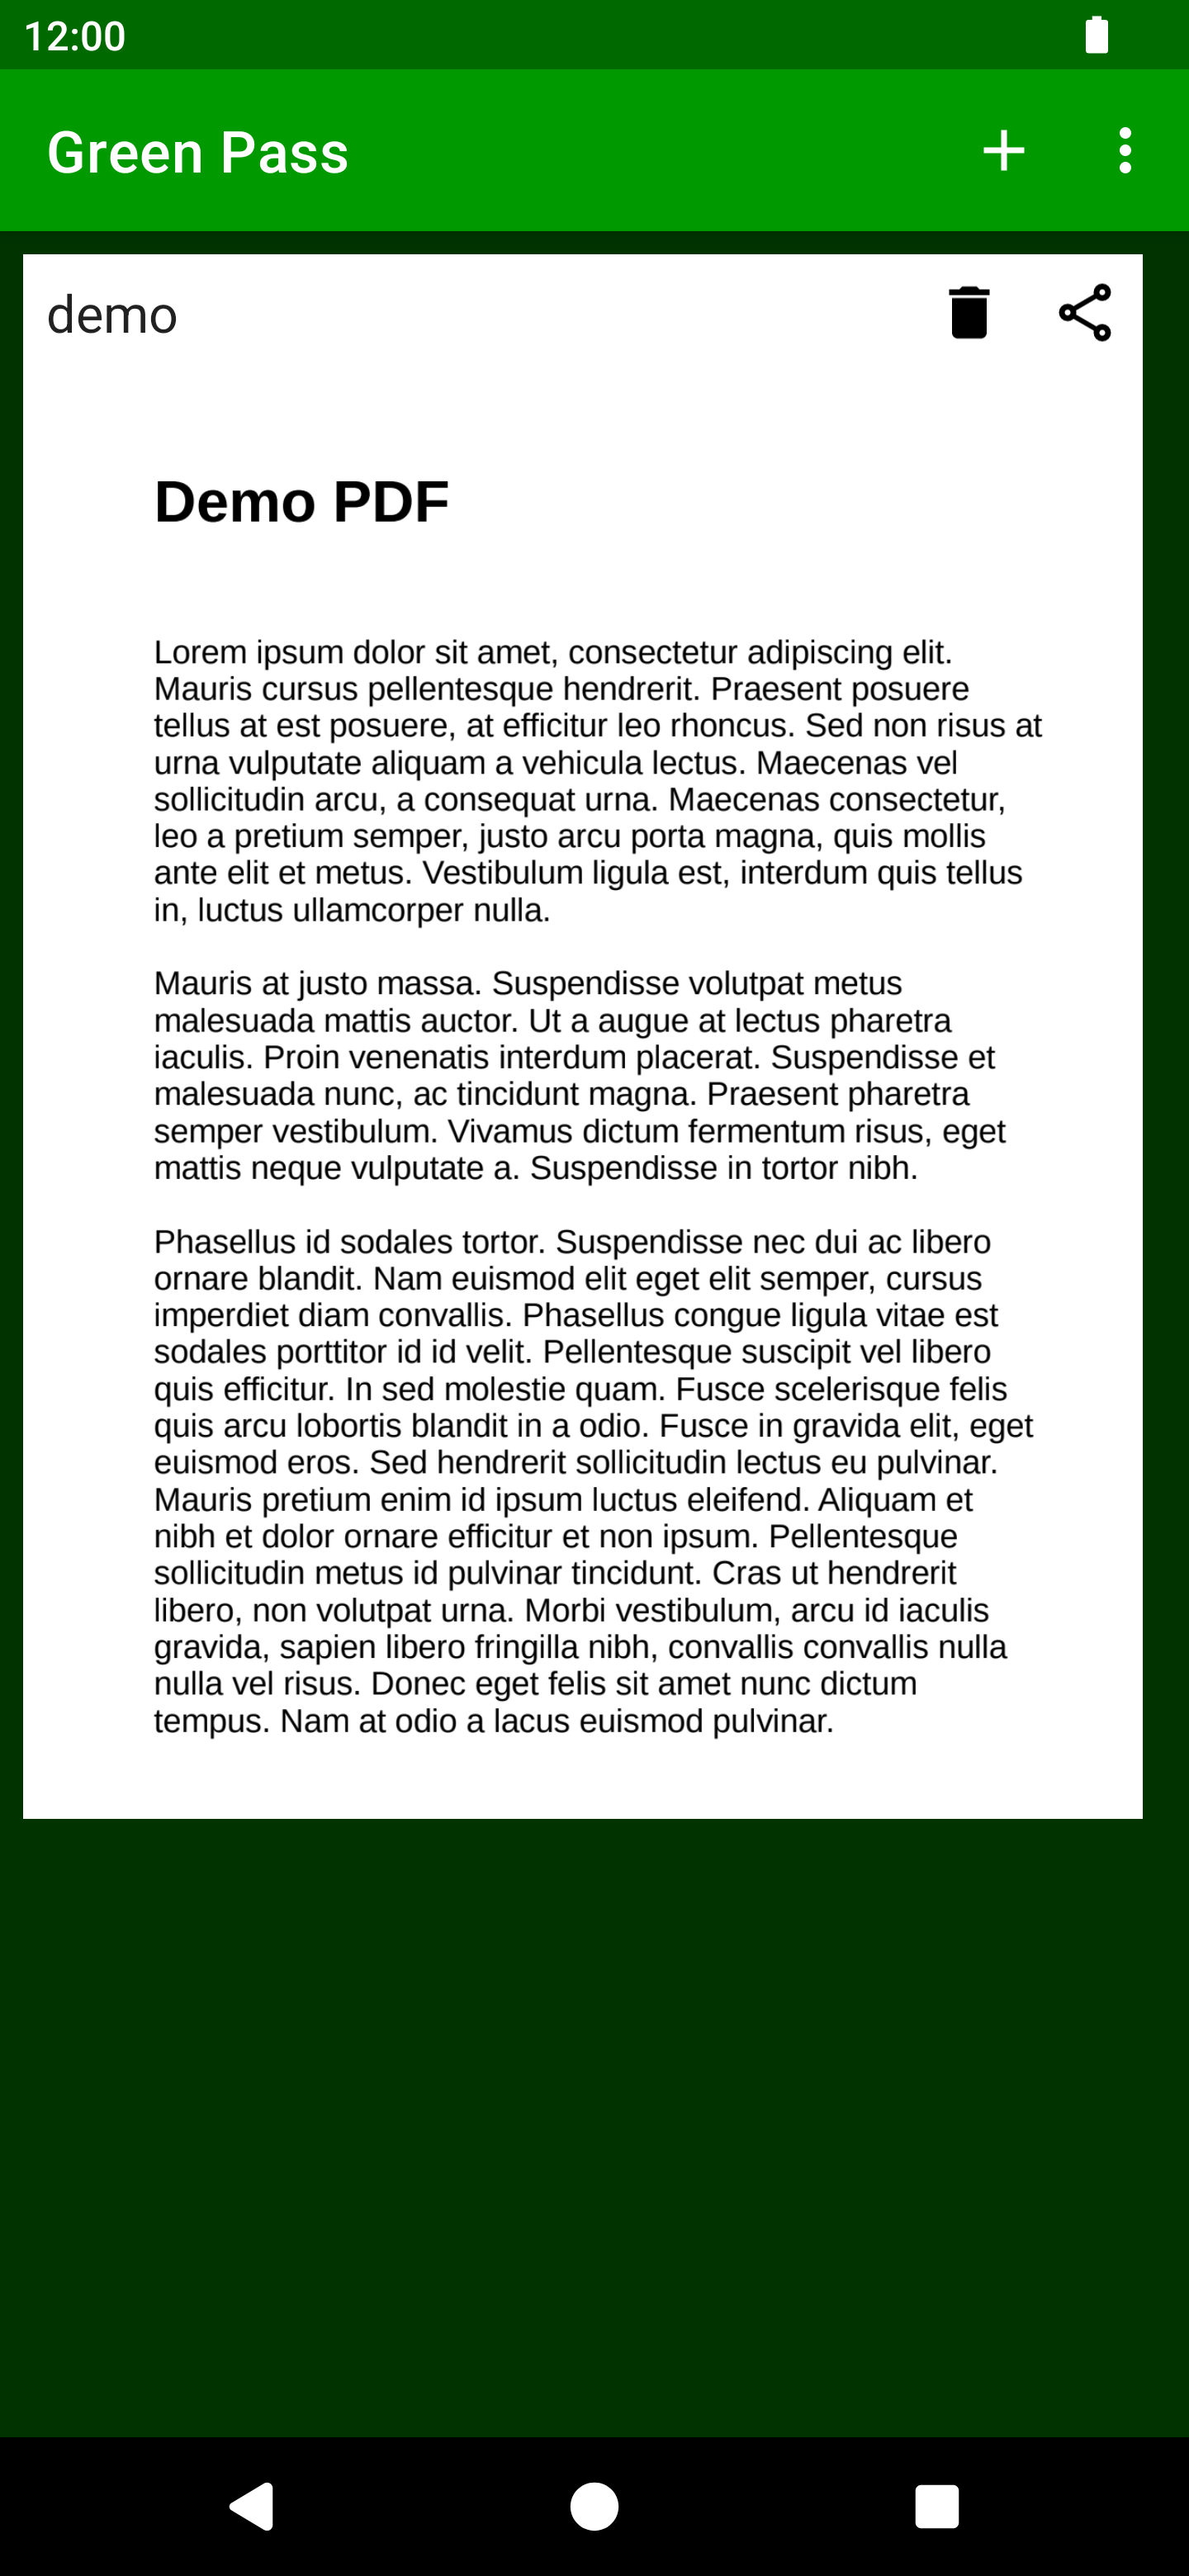 12:00
Green Pass
demo
Demo PDF
Lorem ipsum dolor sit amet, consectetur adipiscing elit.
Mauris cursus pellentesque hendrerit. Praesent posuere
tellus at est posuere, at efficitur leo rhoncus. Sed non risus at
urna vulputate aliquam a vehicula lectus. Maecenas vel
sollicitudin arcu, a consequat urna. Maecenas consectetur,
leo a pretium semper, justo arcu porta magna, quis mollis
ante elit et metus. Vestibulum ligula est, interdum quis tellus
in, luctus ullamcorper nulla.
Mauris at justo massa. Suspendisse volutpat metus
malesuada mattis auctor. Ut a augue at lectus pharetra
iaculis. Proin venenatis interdum placerat. Suspendisse et
malesuada nunc, ac tincidunt magna. Praesent pharetra
semper vestibulum. Vivamus dictum fermentum risus, eget
mattis neque vulputate a. Suspendisse in tortor nibh.
Phasellus id sodales tortor. Suspendisse nec dui ac libero
ornare blandit. Nam euismod elit eget elit semper, cursus
imperdiet diam convallis. Phasellus congue ligula vitae est
sodales porttitor id id velit. Pellentesque suscipit vel libero
quis efficitur. In sed molestie quam. Fusce scelerisque felis
quis arcu lobortis blandit in a odio. Fusce in gravida elit, eget
euismod eros. Sed hendrerit sollicitudin lectus eu pulvinar.
Mauris pretium enim id ipsum luctus eleifend. Aliquam et
nibh et dolor ornare efficitur et non ipsum. Pellentesque
sollicitudin metus id pulvinar tincidunt. Cras ut hendrerit
libero, non volutpat urna. Morbi vestibulum, arcu id iaculis
gravida, sapien libero fringilla nibh, convallis convallis nulla
nulla vel risus. Donec eget felis sit amet nunc dictum
tempus. Nam at odio a lacus euismod pulvinar.